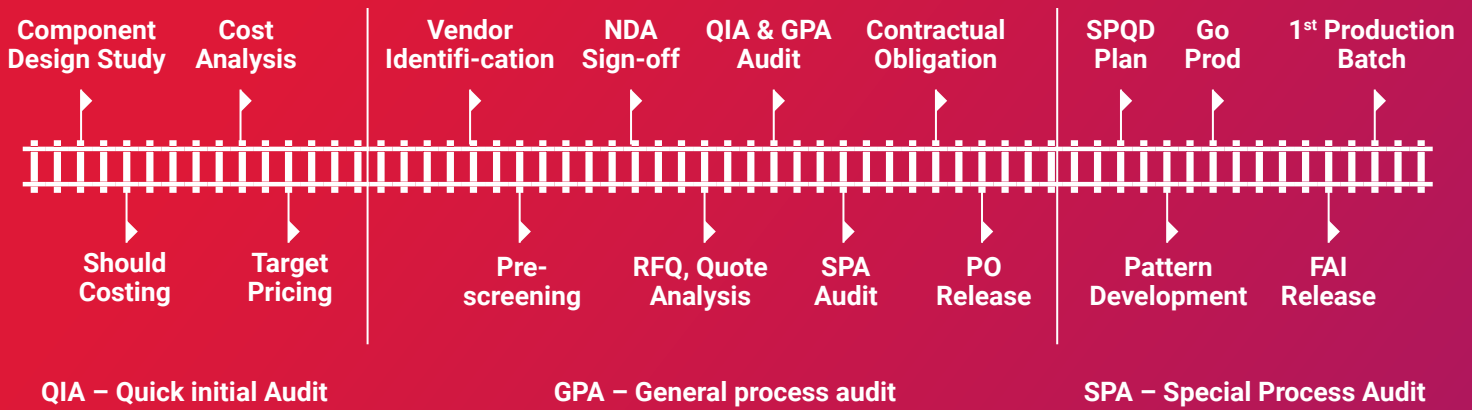 Component
Design Study
Cost
Analysis
Vendor
Identifi-cation
NDA
Sign-off
QIA & GPA
Audit
Contractual
Obligation
SPQD
Plan
Go
Prod
1st Production
Batch
Should
Costing
Target
Pricing
Pre-
screening
RFQ, Quote
Analysis
SPA
Audit
PO
Release
Pattern
Development
FAI
Release
QIA – Quick initial Audit
GPA – General process audit
SPA – Special Process Audit